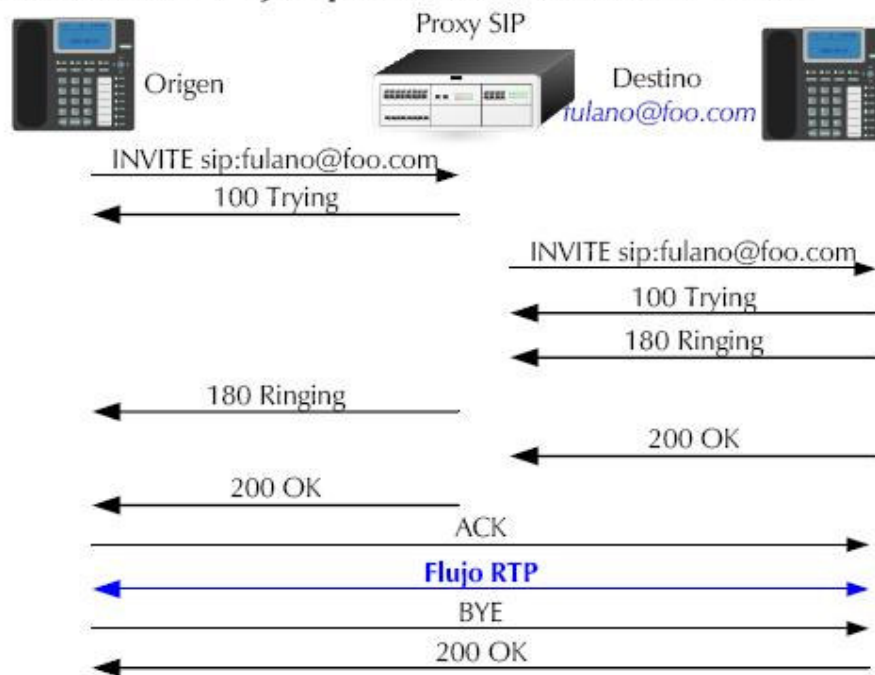 Proxy SIP
Origen
Destino
fulano@foo.com
INVITE sip:fulano@foo.com
100 Trying
INVITE sip:fulano@foo.com
100 Trying
180 Ringing
180 Ringing
200 OK
200 OK
ACK
Flujo RTP
BYE
200 OK